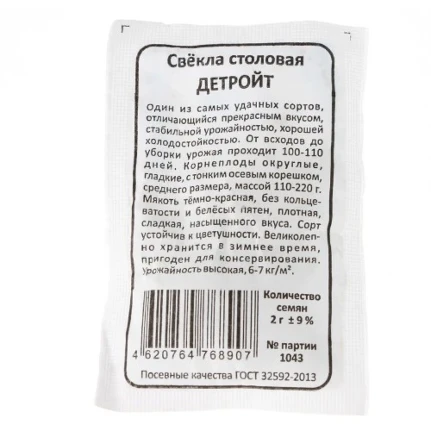 Свёкла столовая
ДЕТРОЙТ
Один из самых удачных сортов,
отличающийся прекрасным вкусом,
стабильной урожайностью, хорошей
холодостойкостью. От всходов до
уборки урожая проходит 100-110
дней. Корнеплоды округлые,
гладкие, с тонким осевым корешком,
среднего размера, массой 110-220 г.
Мякоть тёмно-красная, без кольце-
ватости и белёсых пятен, плотная,
сладкая, насыщенного вкуса. Сорт
устойчив к цветушности. Великолеп-
но хранится в зимнее время,
пригоден для консервирования.
Урожайность высокая, 6-7 кг/м².
Количество
семян
2 г ± 9 %
№ партии
1043
4 620764 768907
Посевные качества ГОСТ 32592-2013